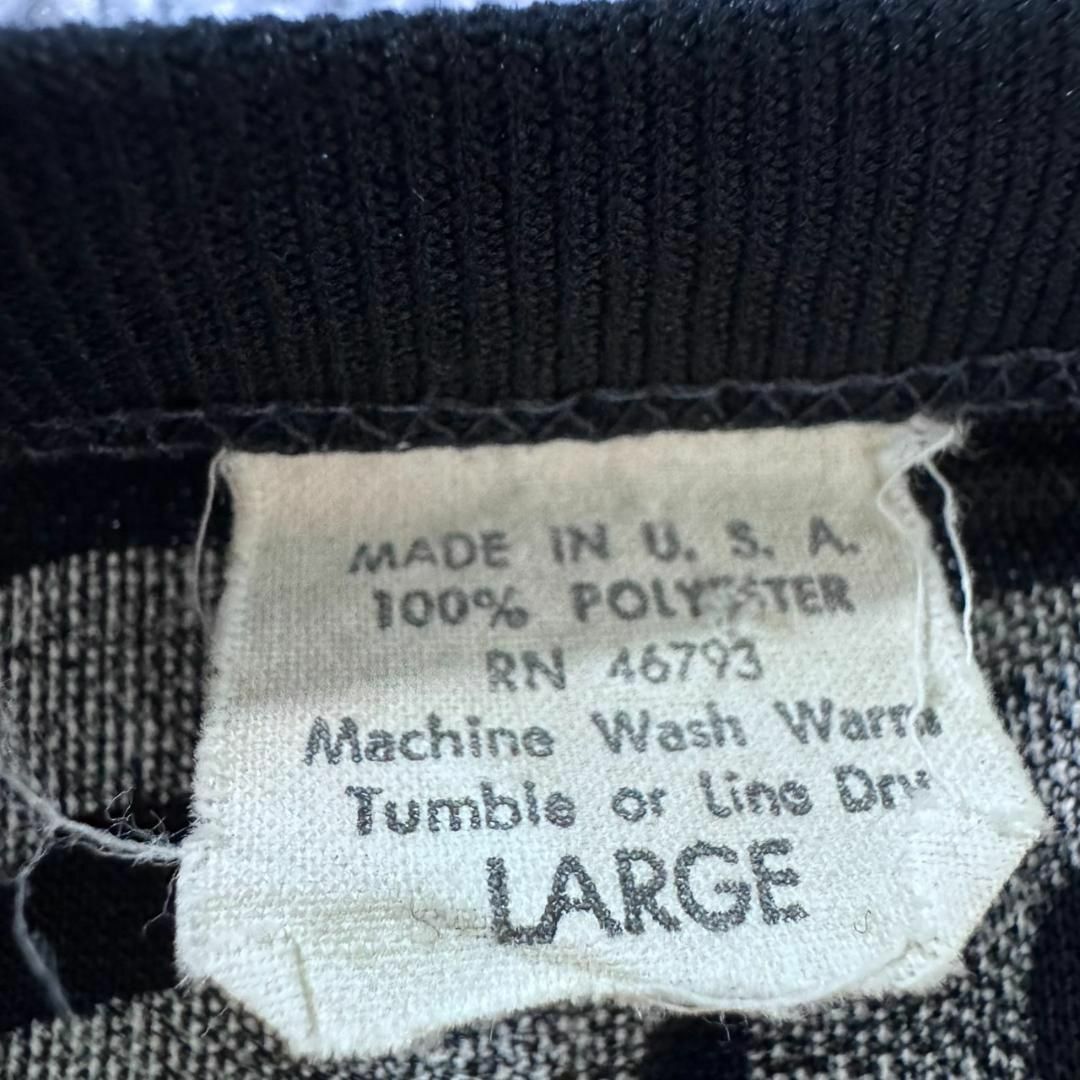 MADE IN U. S. A.
100% POLYESTER
RN 46793
Machine Wash Warm
Tumble or Line Dry
LARGE